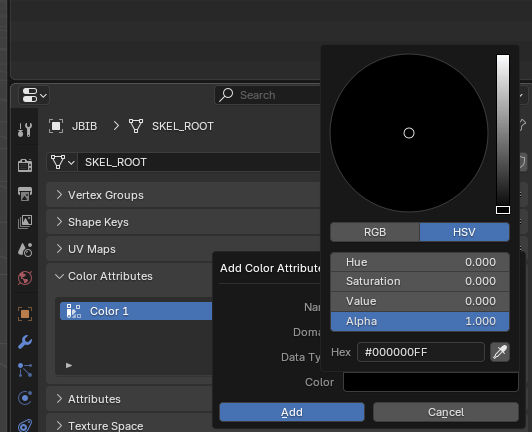 Search
JBIB > SKEL_ROOT
SKEL_ROOT
Vertex Groups
Shape Keys
UV Maps
Color Attributes
Color 1
Attributes
Texture Space
Add Color Attribute
Nam
Doma
Data Ty
Color
Add
Cancel
RGB
HSV
Hue 0.000
Saturation 0.000
Value 0.000
Alpha 1.000
Hex #000000FF